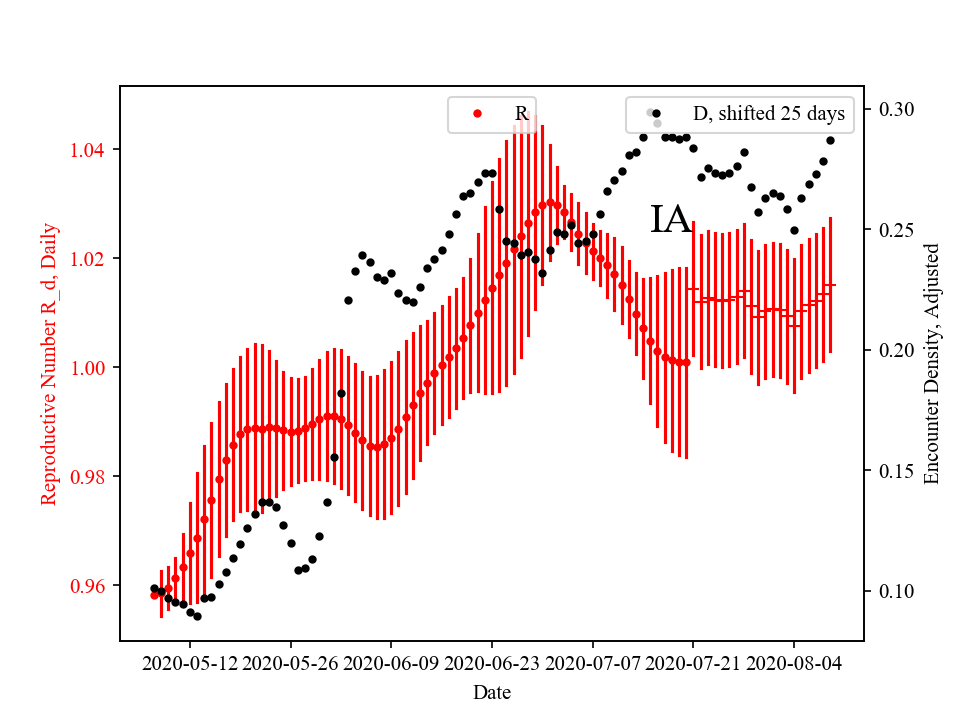 R
D, shifted 25 days
IA
Reproductive Number R_d, Daily
1.04
1.02
1.00
0.98
0.96
0.30
0.25
0.20
0.15
0.10
Encounter Density, Adjusted
2020-05-12 2020-05-26 2020-06-09 2020-06-23 2020-07-07 2020-07-21 2020-08-04
Date